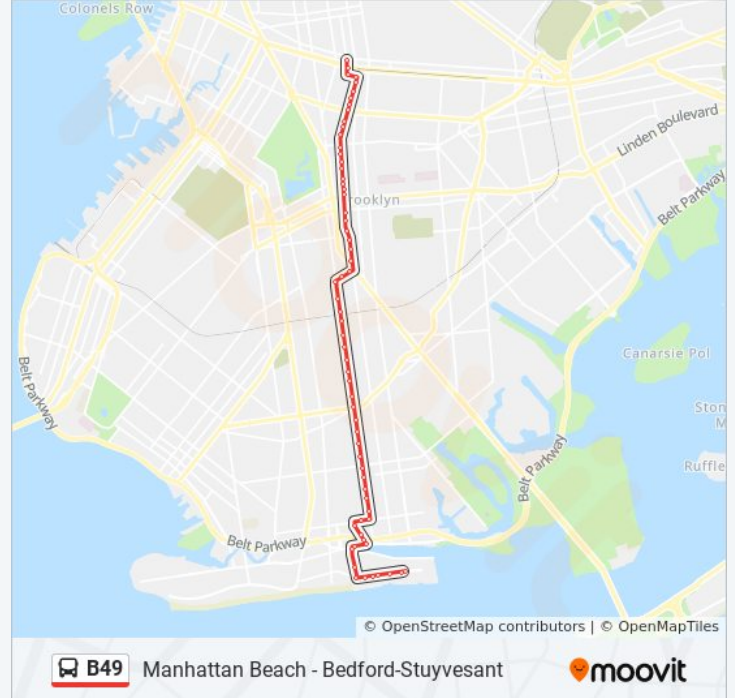 Colonels Row
Linden Boulevard
Belt Parkway
rooklyn
Canarsie Pol
Belt Parkway
Ston
M
Ruffle
Belt Parkway
Belt Parkway
© OpenStreetMap contributors | © OpenMapTiles
B49 Manhattan Beach - Bedford-Stuyvesant moovit